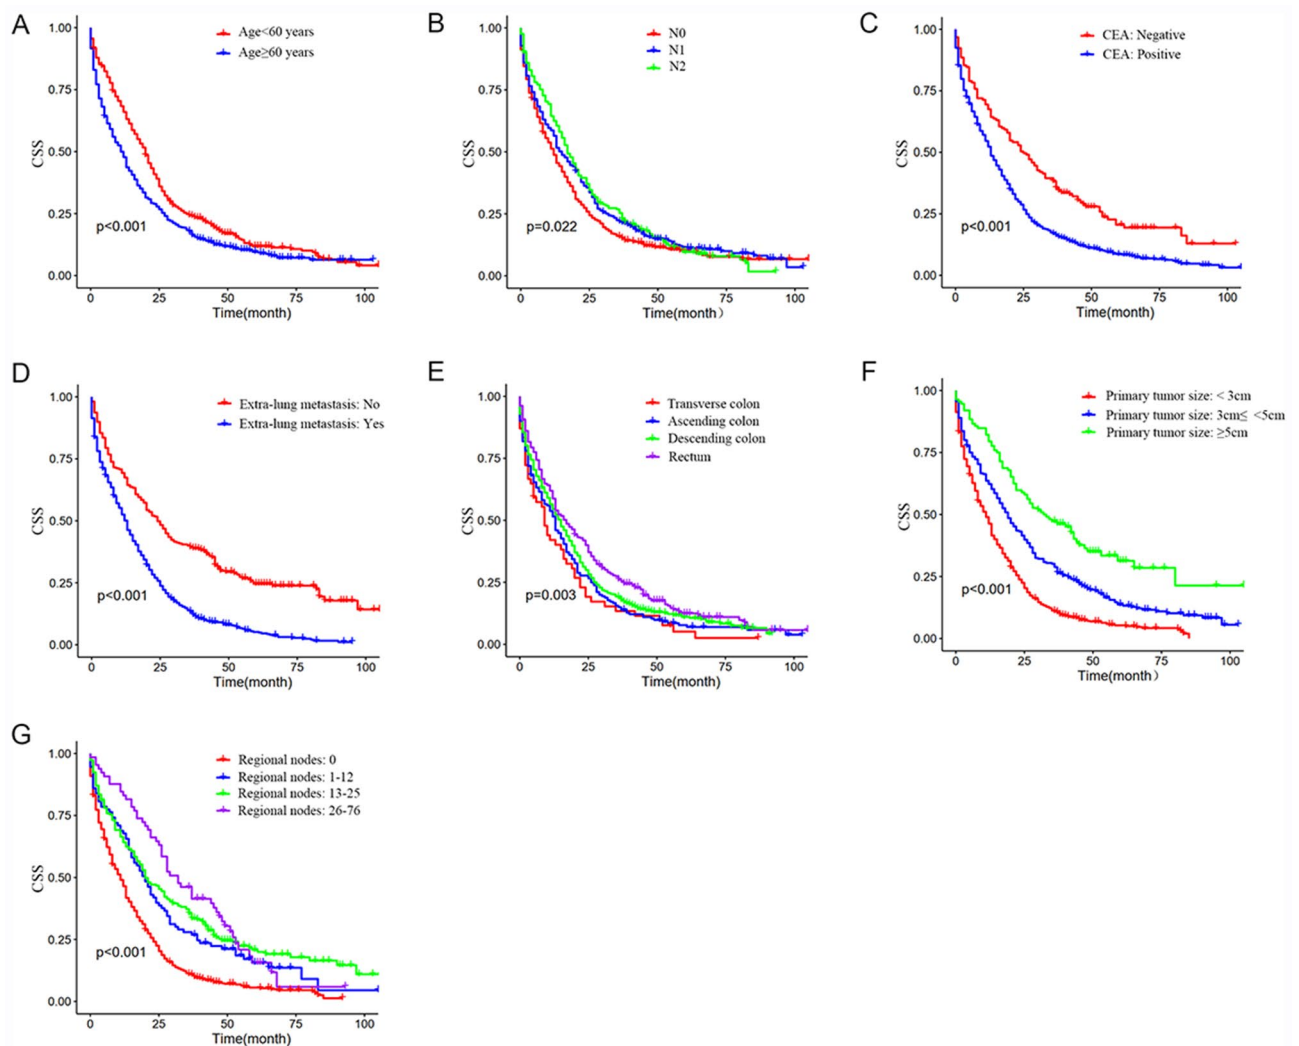 A
1.00
0.75
0.50
0.25
0.00
CSS
Age<60 years
Age≥60 years
p<0.001
0 25 50 75 100
Time(month)
B
1.00
0.75
0.50
0.25
0.00
CSS
N0
N1
N2
p=0.022
0 25 50 75 100
Time(month）
C
1.00
0.75
0.50
0.25
0.00
CSS
CEA: Negative
CEA: Positive
p<0.001
0 25 50 75 100
Time(month)
D
1.00
0.75
0.50
0.25
0.00
CSS
Extra-lung metastasis: No
Extra-lung metastasis: Yes
p<0.001
0 25 50 75 100
Time(month)
E
1.00
0.75
0.50
0.25
0.00
CSS
Transverse colon
Ascending colon
Descending colon
Rectum
p=0.003
0 25 50 75 100
Time(month)
F
1.00
0.75
0.50
0.25
0.00
CSS
Primary tumor size: < 3cm
Primary tumor size: 3cm≤ <5cm
Primary tumor size: ≥5cm
p<0.001
0 25 50 75 100
Time(month）
G
1.00
0.75
0.50
0.25
0.00
CSS
Regional nodes: 0
Regional nodes: 1-12
Regional nodes: 13-25
Regional nodes: 26-76
p<0.001
0 25 50 75 100
Time(month)